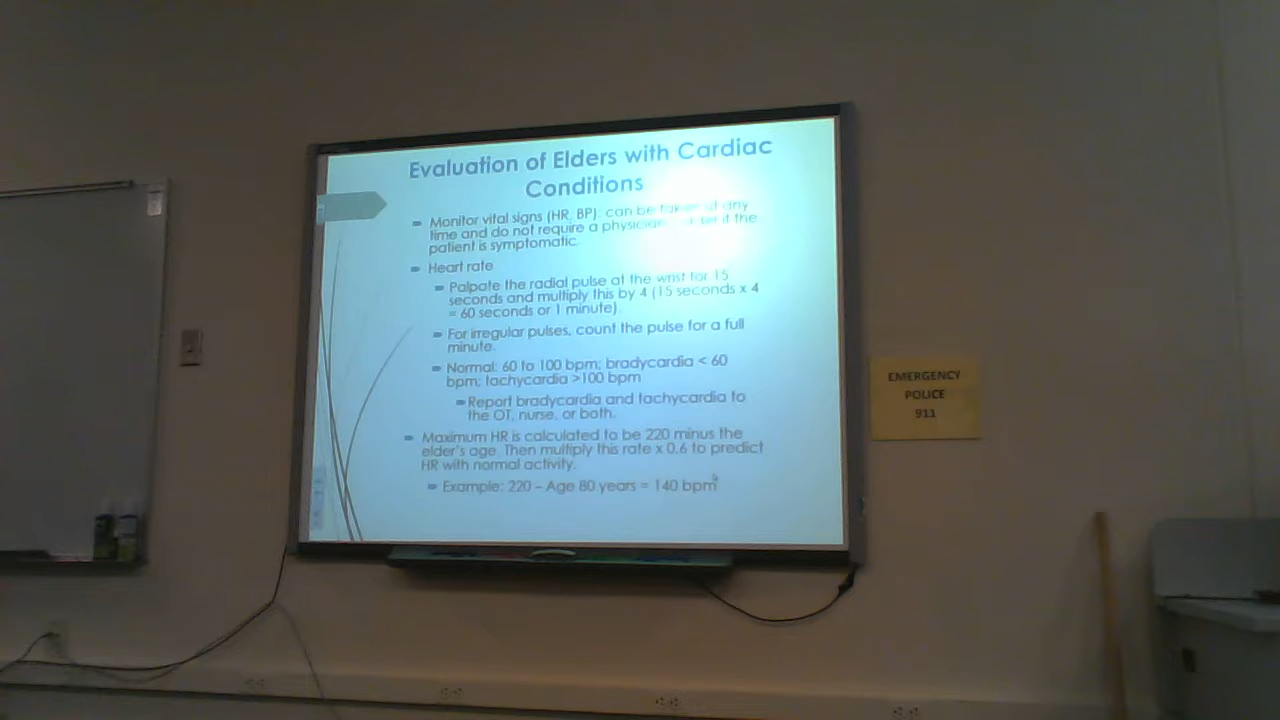 Evaluation of Elders with Cardiac
Conditions
Monitor vital signs (HR, BP): can be taken at any
time and do not require a physician if the
patient is symptomatic.
Heart rate
Palpate the radial pulse at the wrist for 15
seconds and multiply this by 4 (15 seconds x 4
= 60 seconds or 1 minute)
For irregular pulses, count the pulse for a full
minute.
Normal: 60 to 100 bpm; bradycardia < 60
bpm; tachycardia >100 bpm
Report bradycardia and tachycardia to
the OT, nurse, or both.
Maximum HR is calculated to be 220 minus the
elder's age. Then multiply this rate x 0.6 to predict
HR with normal activity.
Example: 220 – Age 80 years = 140 bpm
EMERGENCY
POLICE
911